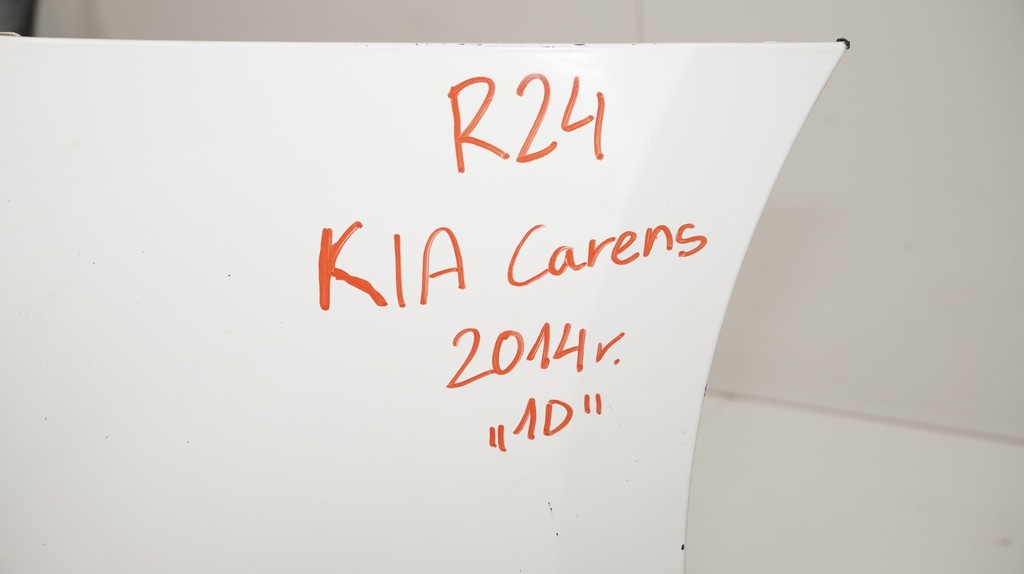 R24
KIA Carens
2014r.
„1D"